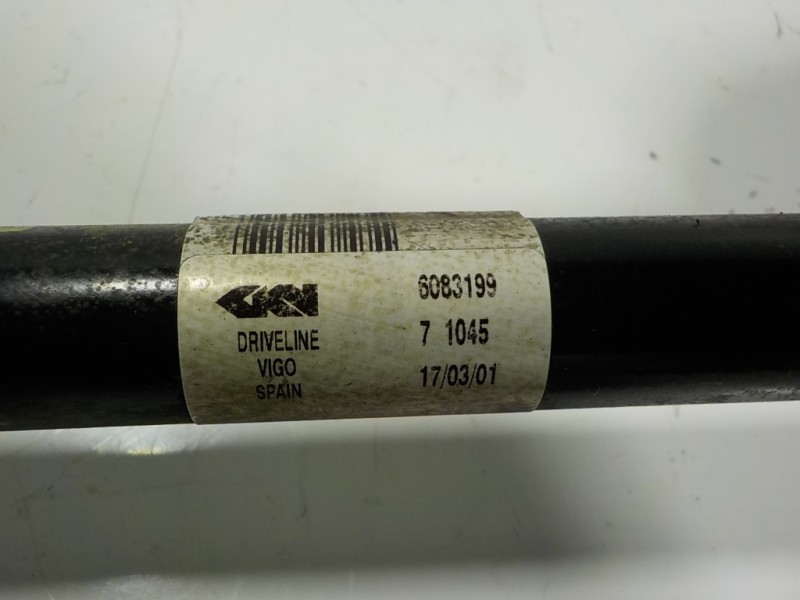 GKN
DRIVELINE
VIGO
SPAIN
6083199
7 1045
17/03/01